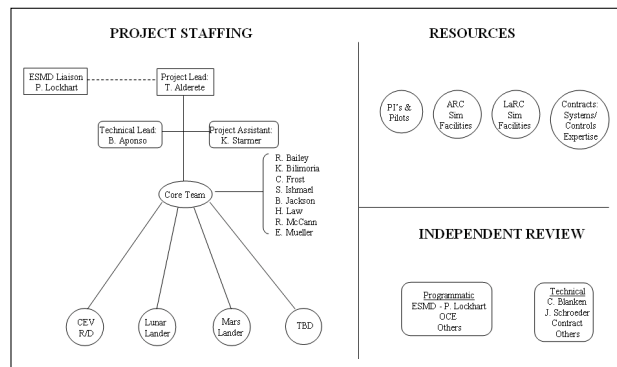 PROJECT STAFFING
ESMD Liaison
P. Lockhart
Project Lead:
T. Alderete
Technical Lead:
B. Aponso
Project Assistant:
K. Starmer
Core Team
R. Bailey
K. Bilimoria
C. Frost
S. Ishmael
B. Jackson
H. Law
R. McCann
E. Mueller
CEV
R/D
Lunar
Lander
Mars
Lander
TBD
RESOURCES
PI's &
Pilots
ARC
Sim
Facilities
LaRC
Sim
Facilities
Contracts:
Systems/
Controls
Expertise
INDEPENDENT REVIEW
Programmatic
ESMD - P. Lockhart
OCE
Others
Technical
C. Blanken
J. Schroeder
Contract
Others